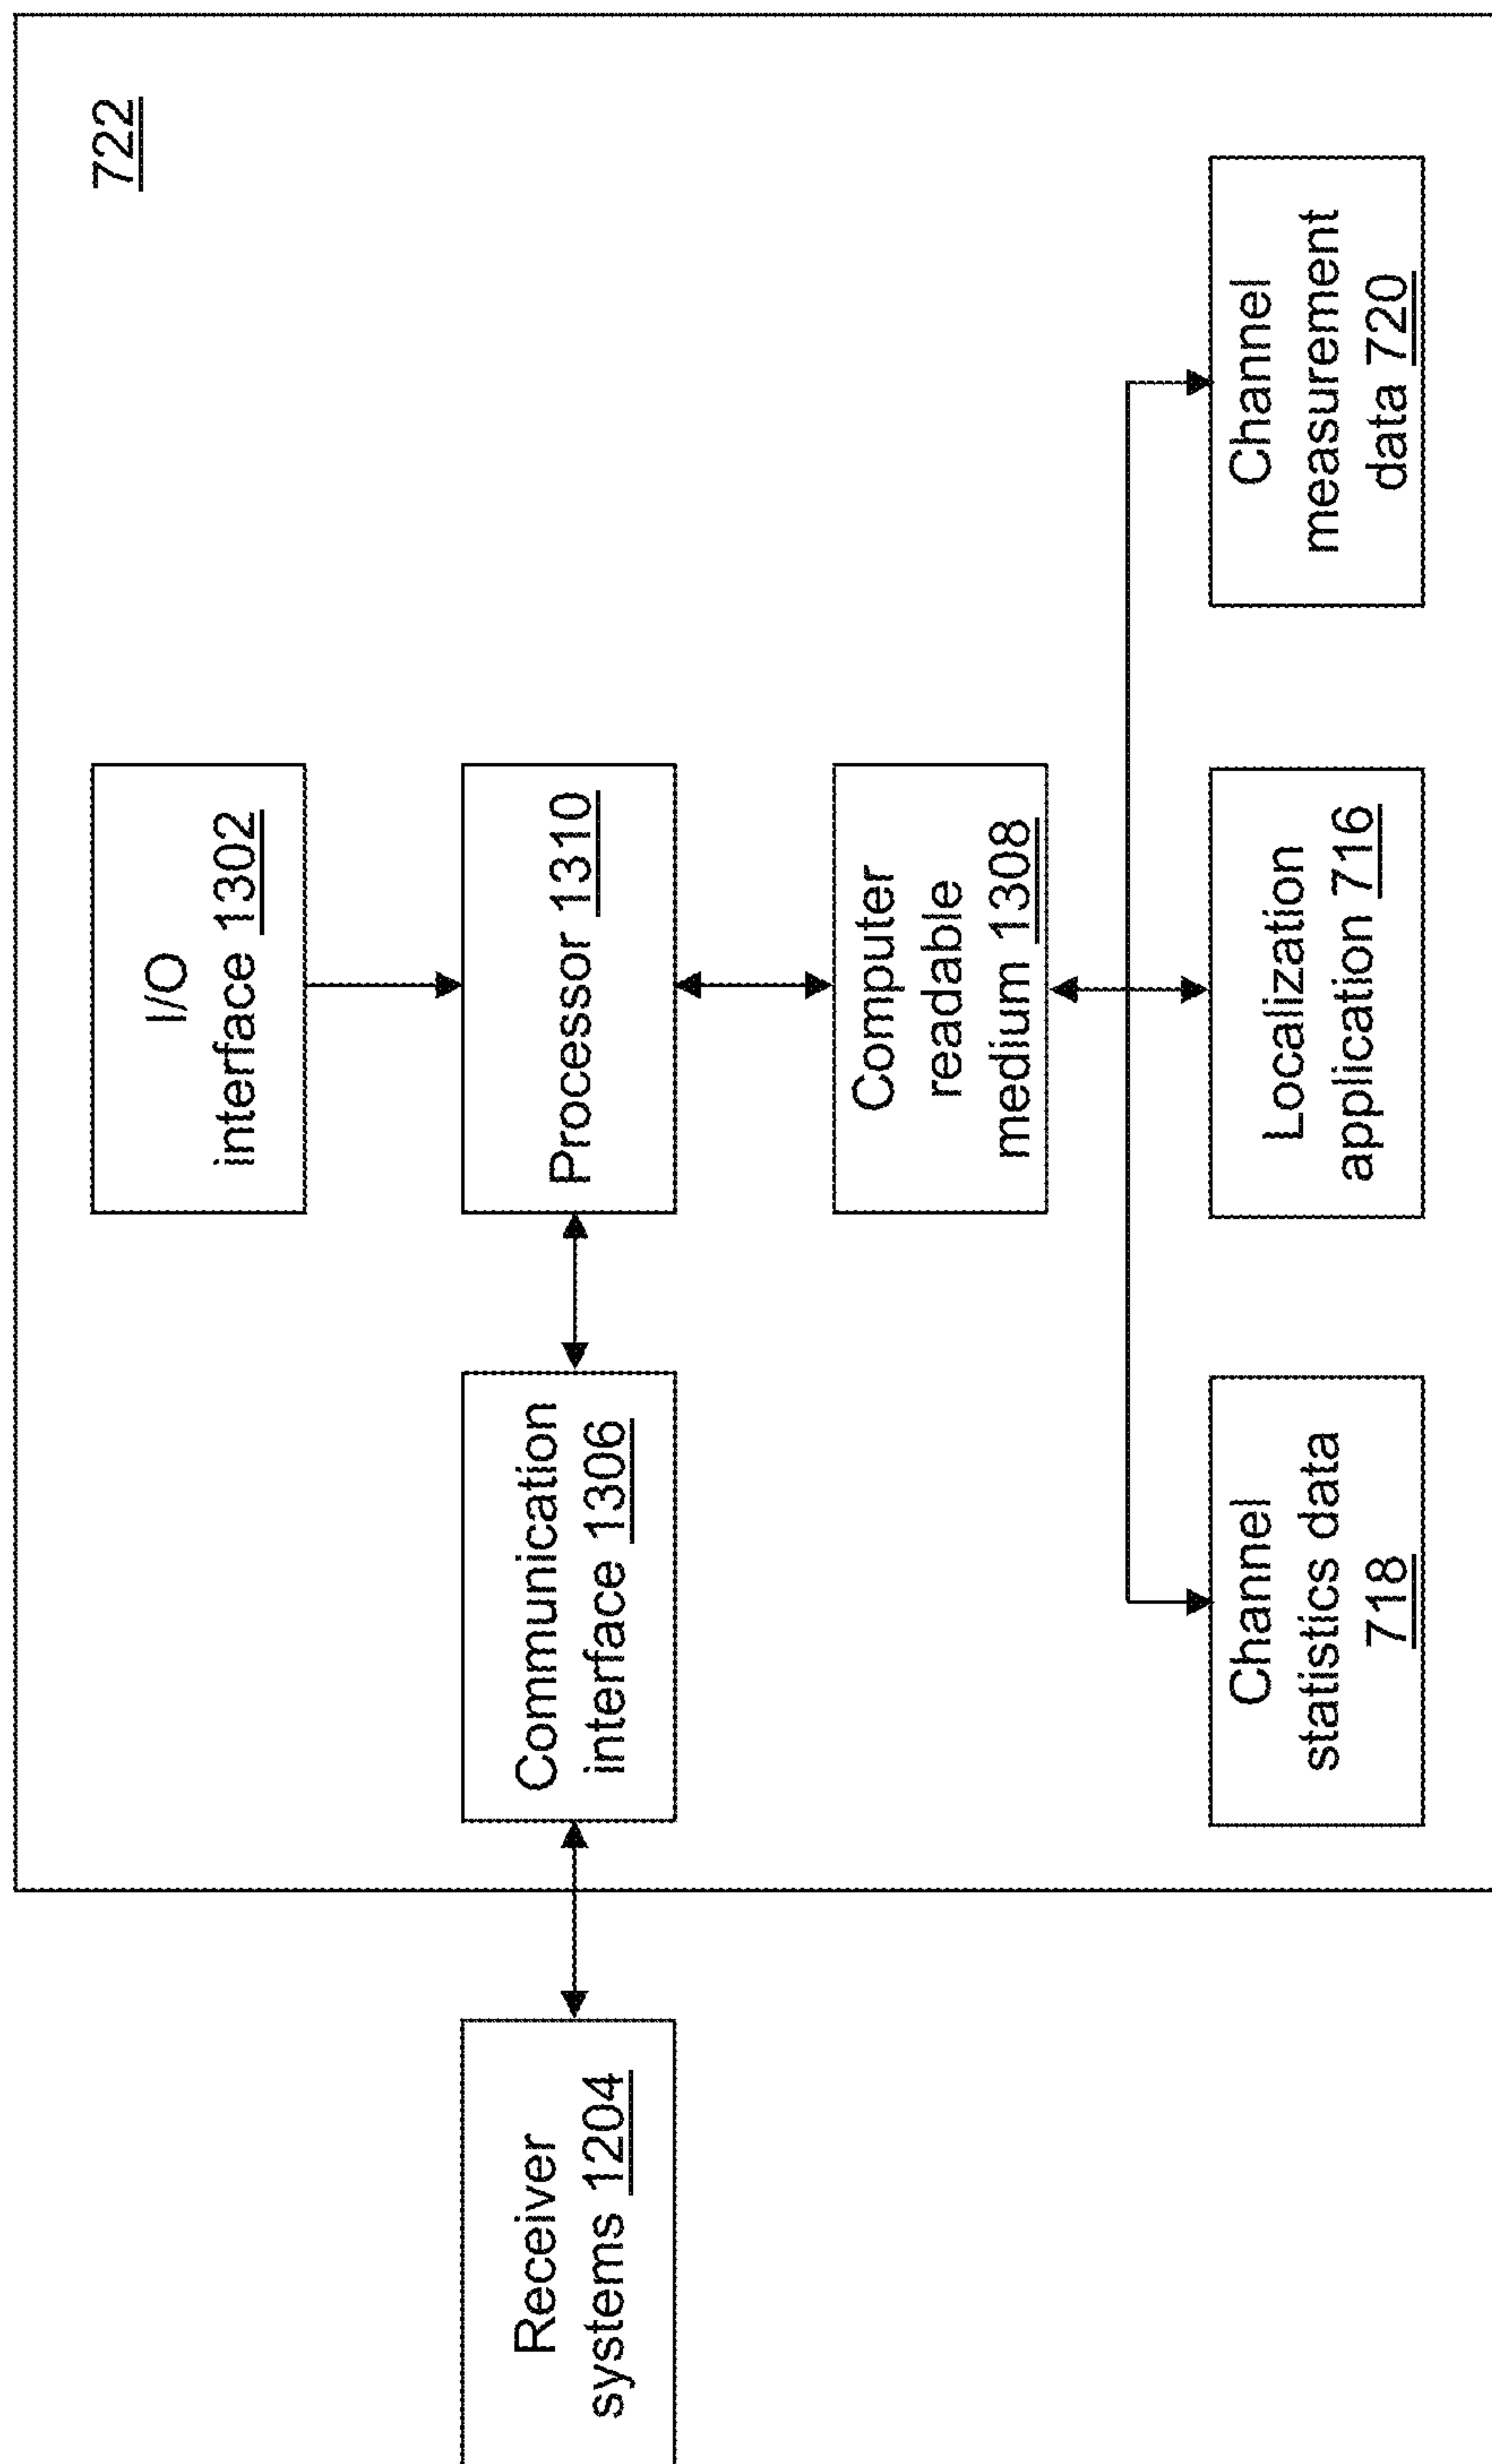 722
I/O
interface 1302
Receiver
systems 1204
Communication
interface 1306
Processor 1310
Computer
readable
medium 1308
Channel
statistics data
718
Localization
application 716
Channel
measurement
data 720